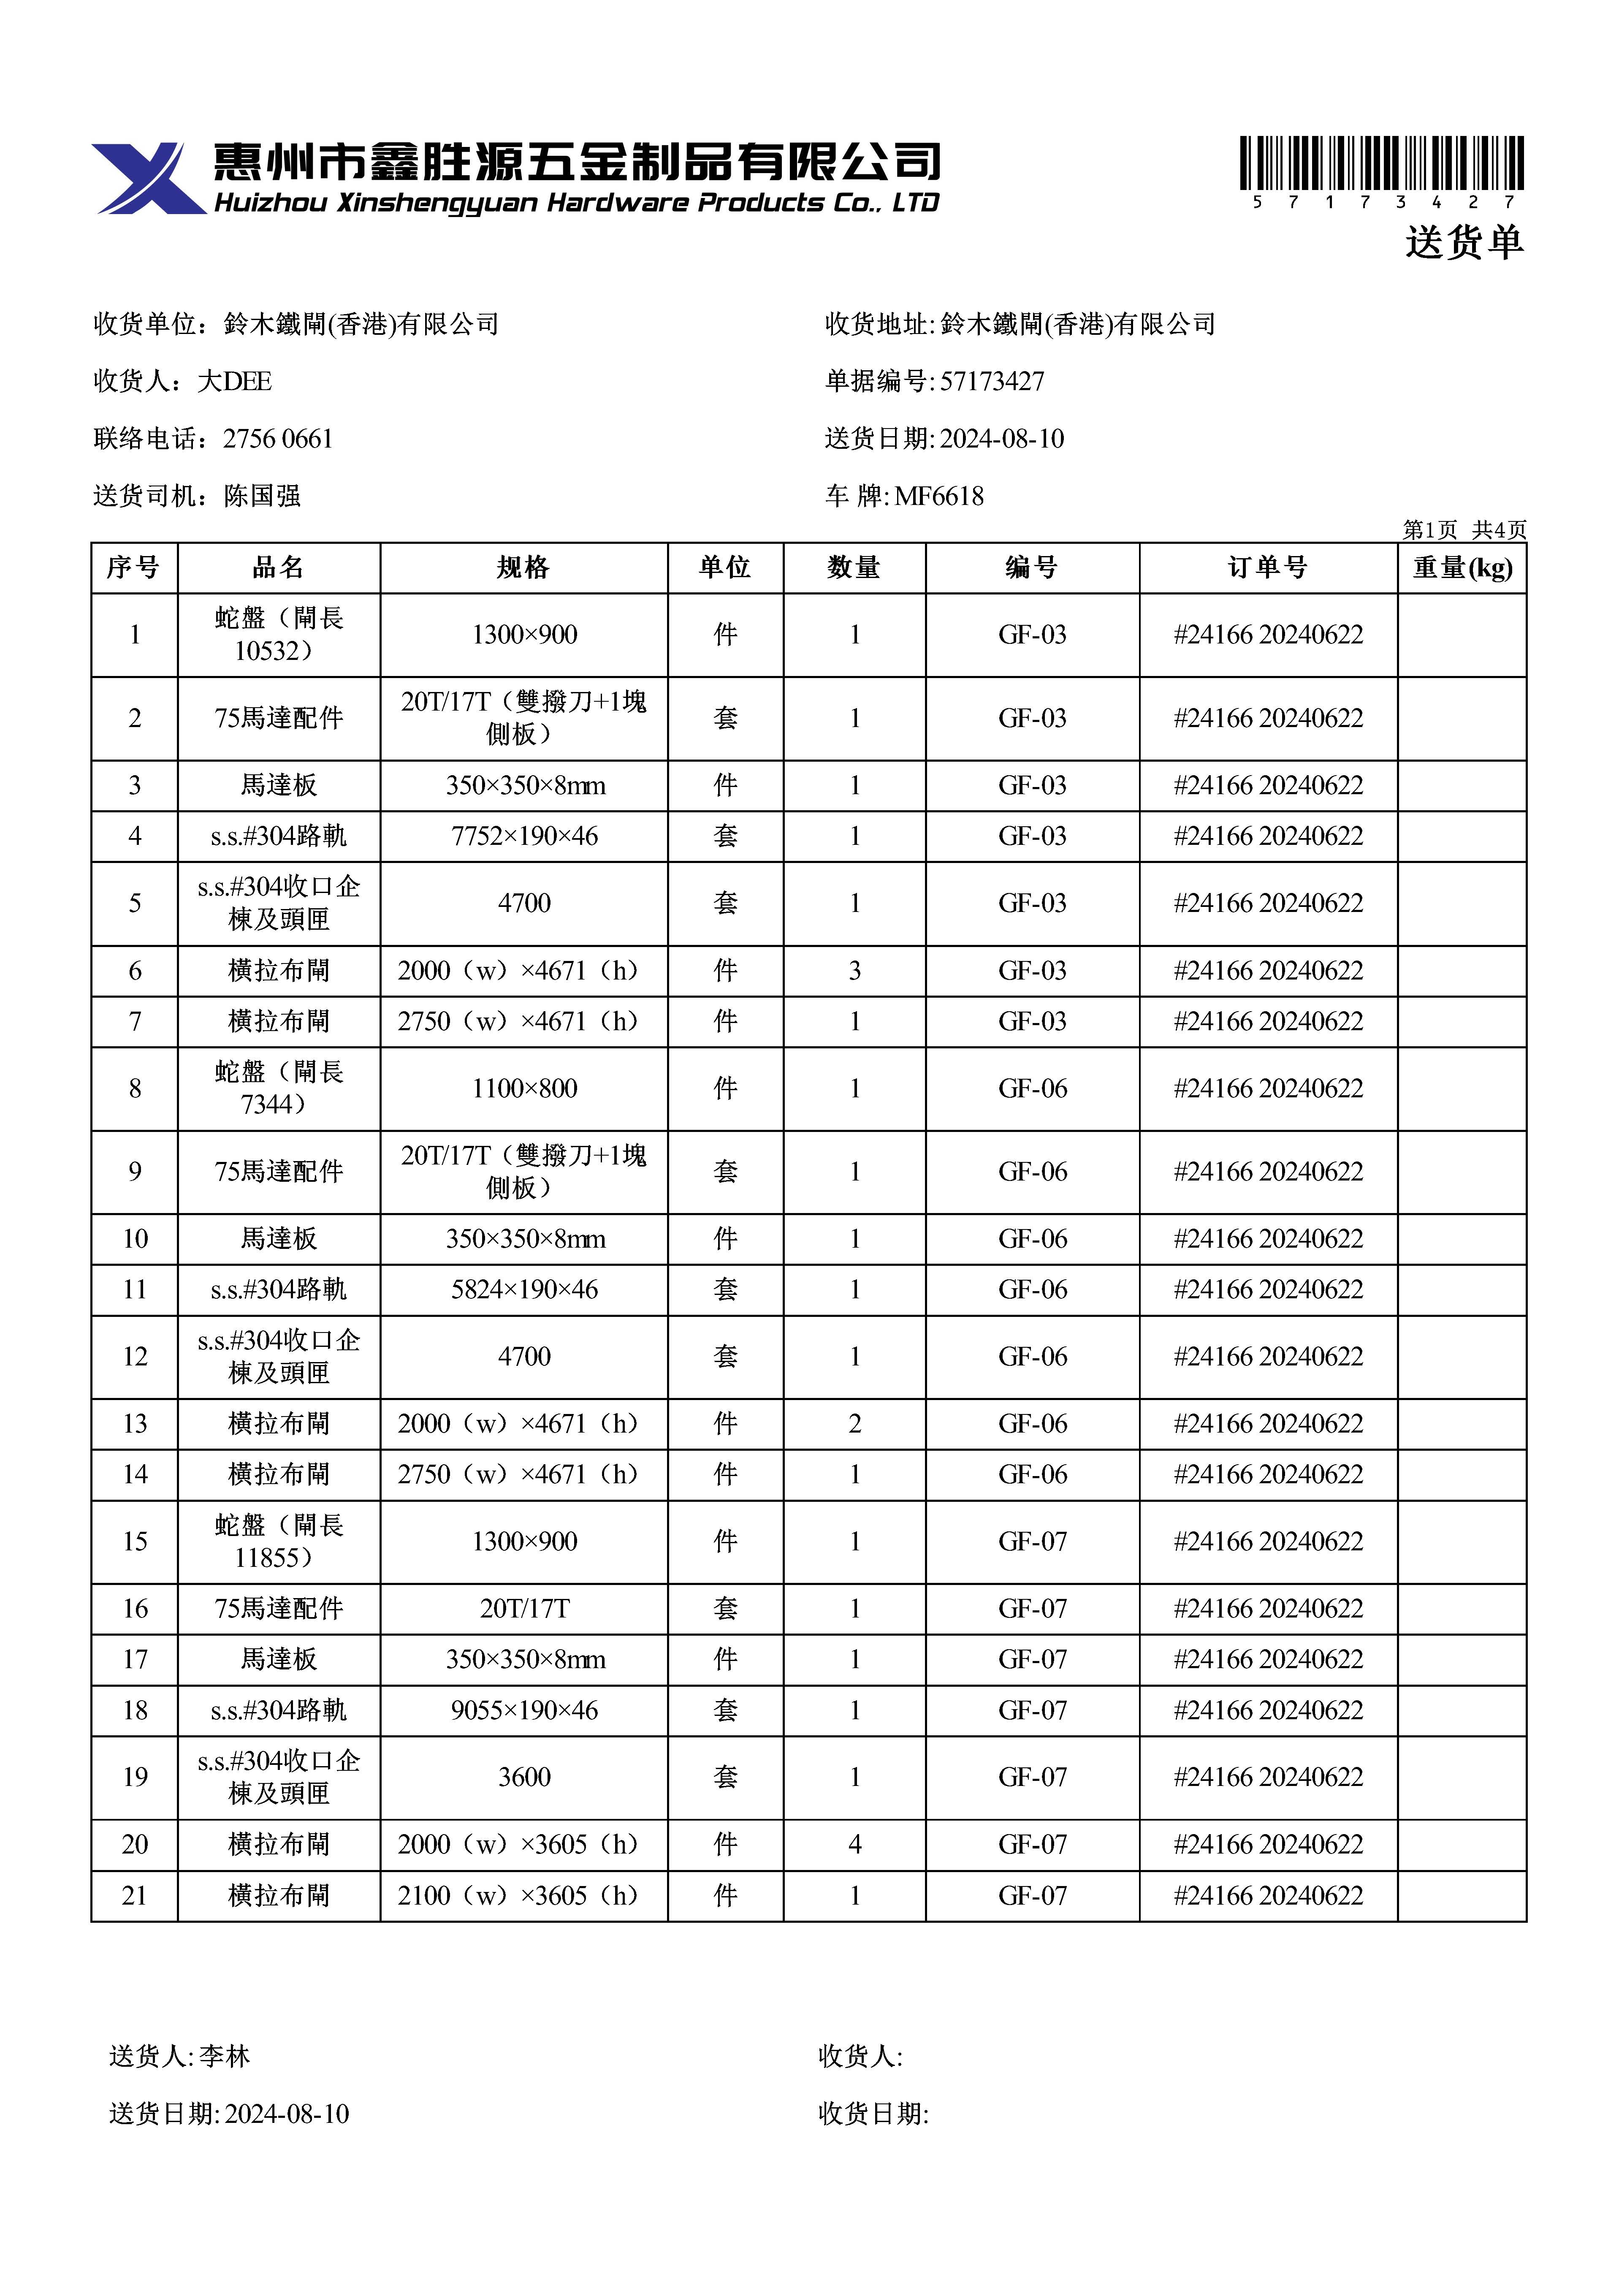 惠州市鑫胜源五金制品有限公司
Huizhou Xinshengyuan Hardware Products Co., LTD
5 7 1 7 3 4 2 7
送货单
收货单位：鈴木鐵閘(香港)有限公司 收货地址: 鈴木鐵閘(香港)有限公司
收货人：大DEE 单据编号: 57173427
联络电话：2756 0661 送货日期: 2024-08-10
送货司机：陈国强 车 牌: MF6618
第1页 共4页
序号 品名 规格 单位 数量 编号 订单号 重量(kg)
1 蛇盤（閘長10532） 1300×900 件 1 GF-03 #24166 20240622
2 75馬達配件 20T/17T（雙撥刀+1塊側板） 套 1 GF-03 #24166 20240622
3 馬達板 350×350×8mm 件 1 GF-03 #24166 20240622
4 s.s.#304路軌 7752×190×46 套 1 GF-03 #24166 20240622
5 s.s.#304收口企棟及頭匣 4700 套 1 GF-03 #24166 20240622
6 橫拉布閘 2000（w）×4671（h） 件 3 GF-03 #24166 20240622
7 橫拉布閘 2750（w）×4671（h） 件 1 GF-03 #24166 20240622
8 蛇盤（閘長7344） 1100×800 件 1 GF-06 #24166 20240622
9 75馬達配件 20T/17T（雙撥刀+1塊側板） 套 1 GF-06 #24166 20240622
10 馬達板 350×350×8mm 件 1 GF-06 #24166 20240622
11 s.s.#304路軌 5824×190×46 套 1 GF-06 #24166 20240622
12 s.s.#304收口企棟及頭匣 4700 套 1 GF-06 #24166 20240622
13 橫拉布閘 2000（w）×4671（h） 件 2 GF-06 #24166 20240622
14 橫拉布閘 2750（w）×4671（h） 件 1 GF-06 #24166 20240622
15 蛇盤（閘長11855） 1300×900 件 1 GF-07 #24166 20240622
16 75馬達配件 20T/17T 套 1 GF-07 #24166 20240622
17 馬達板 350×350×8mm 件 1 GF-07 #24166 20240622
18 s.s.#304路軌 9055×190×46 套 1 GF-07 #24166 20240622
19 s.s.#304收口企棟及頭匣 3600 套 1 GF-07 #24166 20240622
20 橫拉布閘 2000（w）×3605（h） 件 4 GF-07 #24166 20240622
21 橫拉布閘 2100（w）×3605（h） 件 1 GF-07 #24166 20240622
送货人: 李林 收货人:
送货日期: 2024-08-10 收货日期: